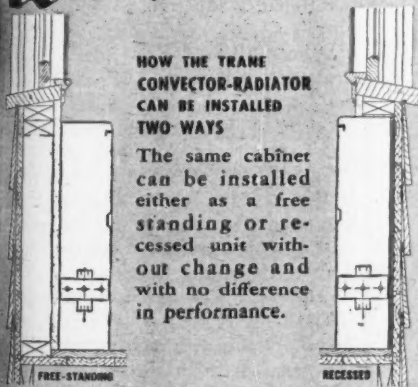 HOW THE TRANE
CONVECTOR-RADIATOR
CAN BE INSTALLED
TWO WAYS
The same cabinet
can be installed
either as a free
standing or re-
cessed unit with-
out change and
with no difference
in performance.
FREE-STANDING
RECESSED